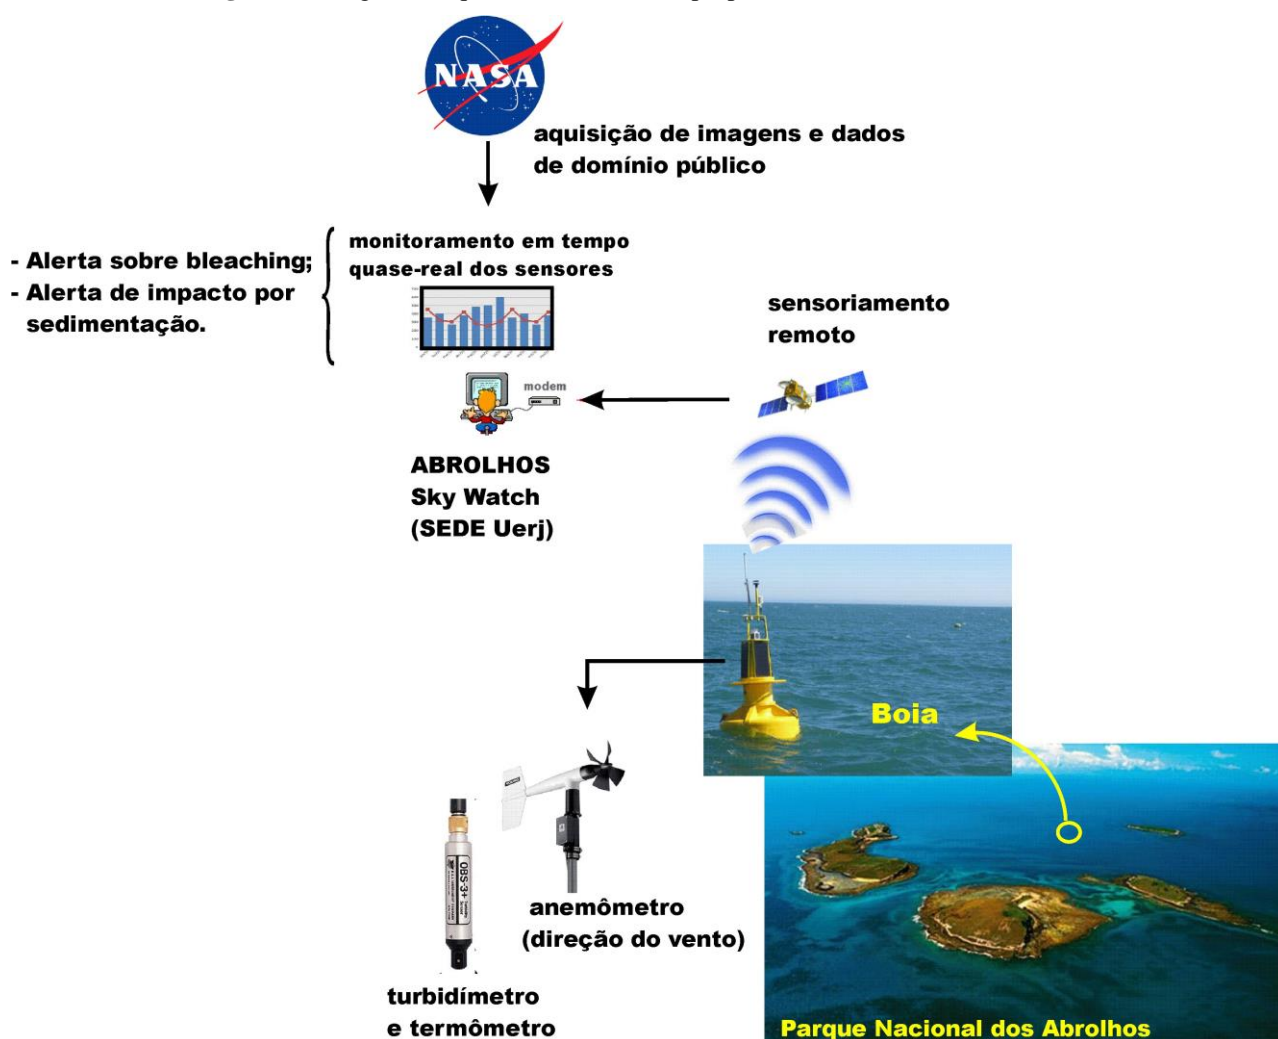 NASA
aquisição de imagens e dados
de domínio público
monitoramento em tempo
quase-real dos sensores
- Alerta sobre bleaching;
- Alerta de impacto por
sedimentação.
sensoriamento
remoto
modem
ABROLHOS
Sky Watch
(SEDE Uerj)
Boia
OBS-3+
anemômetro
(direção do vento)
turbidímetro
e termômetro
Parque Nacional dos Abrolhos